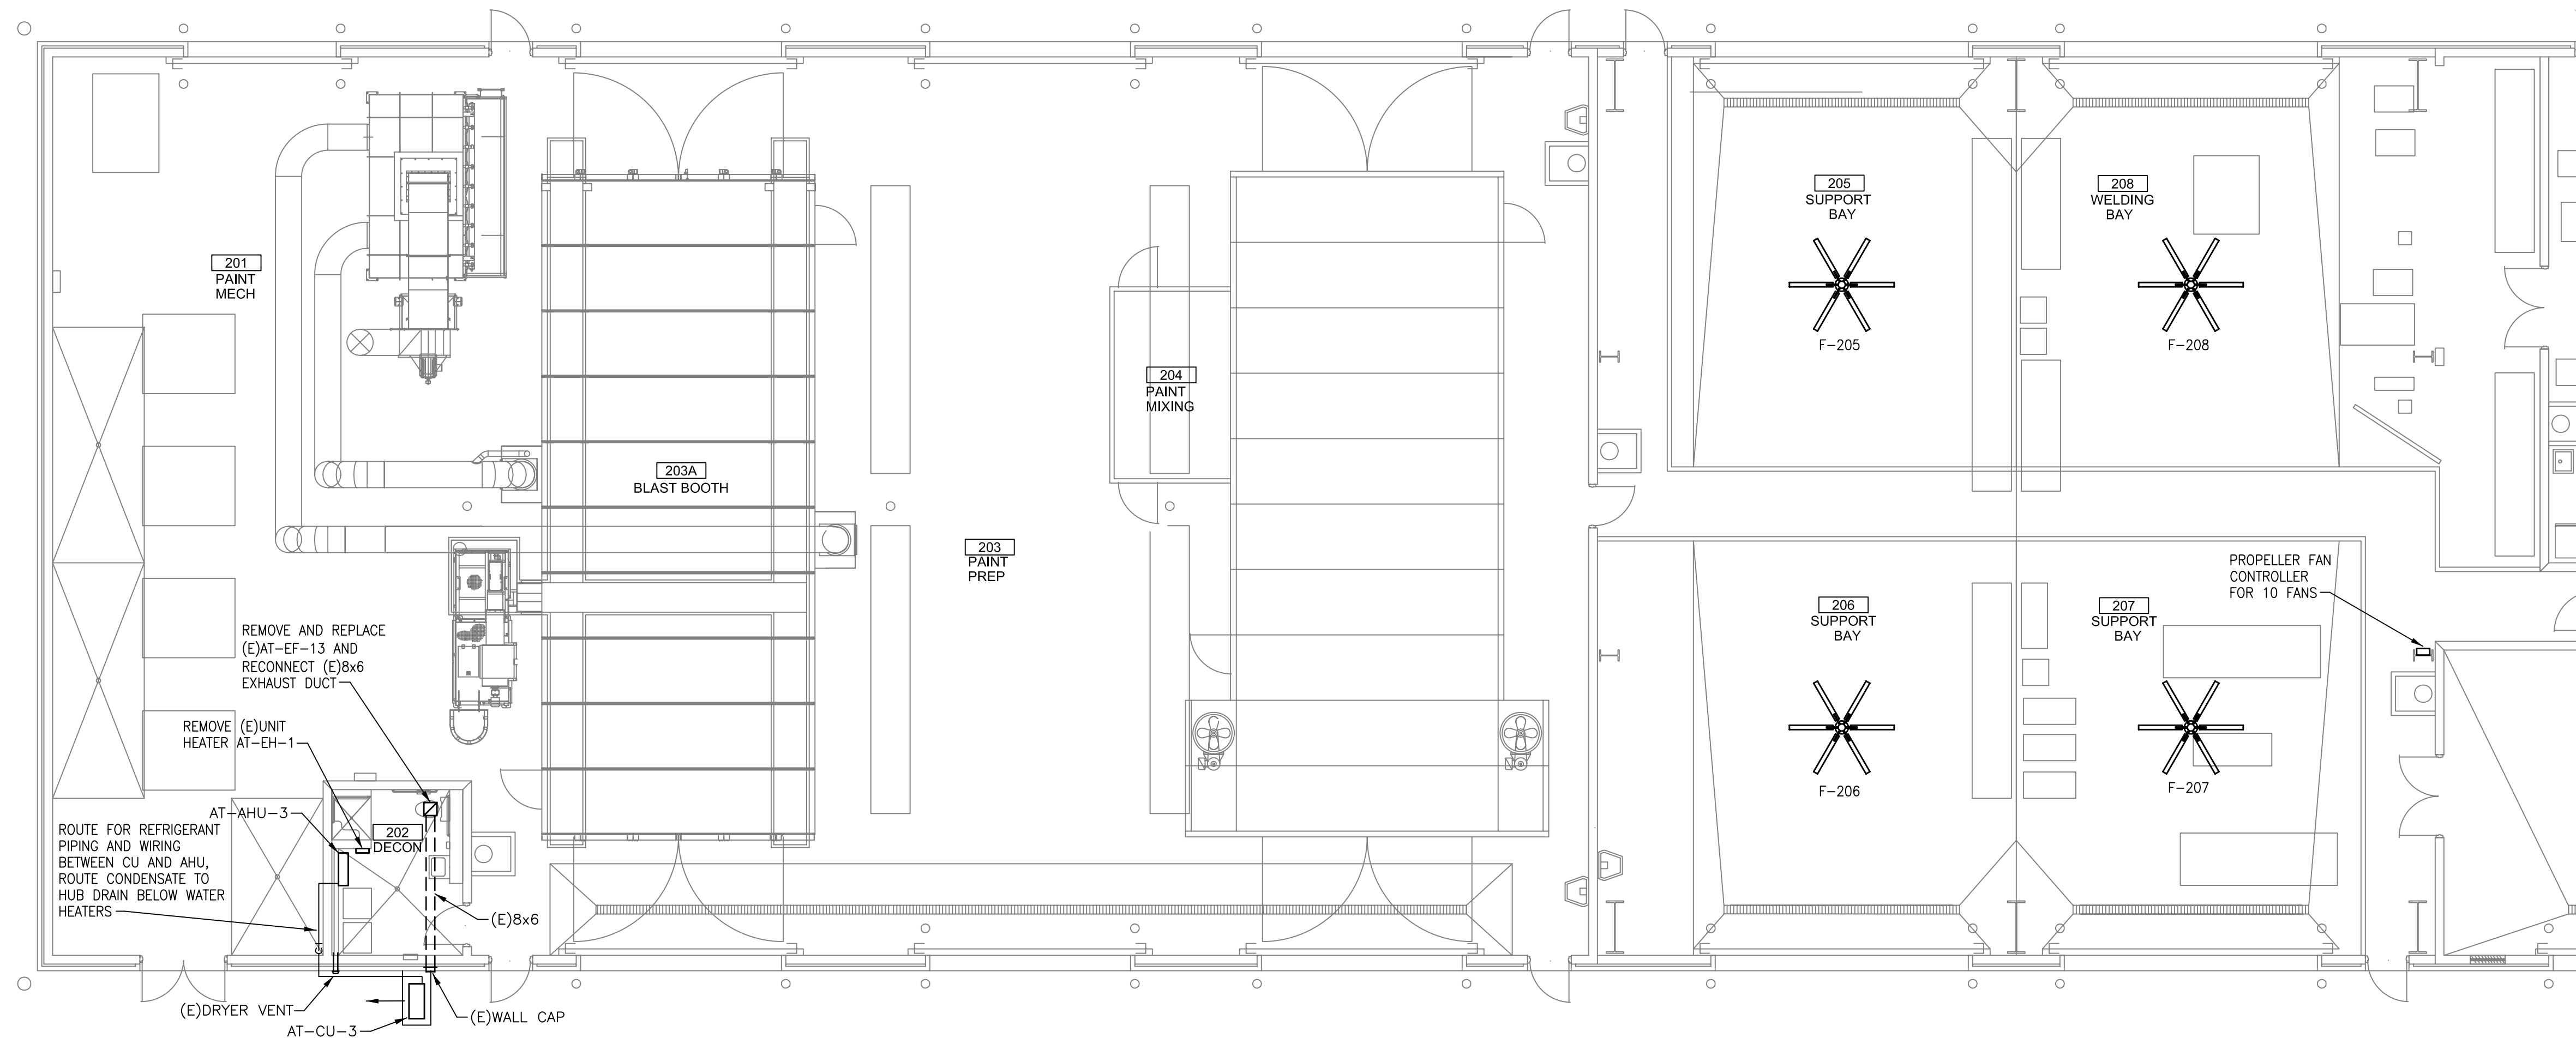 205
SUPPORT
BAY
208
WELDING
BAY
201
PAINT
MECH
F-205
F-208
204
PAINT
MIXING
203A
BLAST BOOTH
203
PAINT
PREP
PROPELLER FAN
CONTROLLER
FOR 10 FANS
206
SUPPORT
BAY
207
SUPPORT
BAY
REMOVE AND REPLACE
(E)AT-EF-13 AND
RECONNECT (E)8x6
EXHAUST DUCT
REMOVE (E)UNIT
HEATER AT-EH-1
F-206
F-207
AT-AHU-3
202
DECON
ROUTE FOR REFRIGERANT
PIPING AND WIRING
BETWEEN CU AND AHU,
ROUTE CONDENSATE TO
HUB DRAIN BELOW WATER
HEATERS
(E)8x6
(E)DRYER VENT
(E)WALL CAP
AT-CU-3